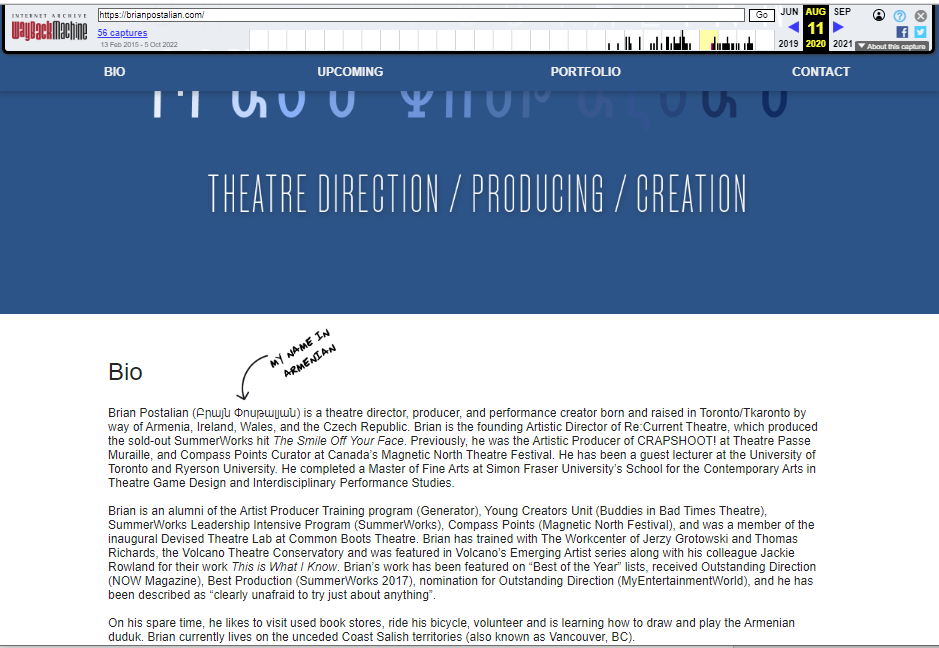 INTERNET ARCHIVE
WayBackMachine
https://brianpostalian.com/
Go
56 captures
13 Feb 2015 - 5 Oct 2022
JUN AUG SEP
11
2019 2020 2021
About this capture
BIO UPCOMING PORTFOLIO CONTACT
THEATRE DIRECTION / PRODUCING / CREATION
MY NAME IN
ARMENIAN
Bio
Brian Postalian (Բրայն Փոսթալյան) is a theatre director, producer, and performance creator born and raised in Toronto/Tkaronto by
way of Armenia, Ireland, Wales, and the Czech Republic. Brian is the founding Artistic Director of Re:Current Theatre, which produced
the sold-out SummerWorks hit The Smile Off Your Face. Previously, he was the Artistic Producer of CRAPSHOOT! at Theatre Passe
Muraille, and Compass Points Curator at Canada's Magnetic North Theatre Festival. He has been a guest lecturer at the University of
Toronto and Ryerson University. He completed a Master of Fine Arts at Simon Fraser University's School for the Contemporary Arts in
Theatre Game Design and Interdisciplinary Performance Studies.
Brian is an alumni of the Artist Producer Training program (Generator), Young Creators Unit (Buddies in Bad Times Theatre),
SummerWorks Leadership Intensive Program (SummerWorks), Compass Points (Magnetic North Festival), and was a member of the
inaugural Devised Theatre Lab at Common Boots Theatre. Brian has trained with The Workcenter of Jerzy Grotowski and Thomas
Richards, the Volcano Theatre Conservatory and was featured in Volcano's Emerging Artist series along with his colleague Jackie
Rowland for their work This is What I Know. Brian's work has been featured on "Best of the Year" lists, received Outstanding Direction
(NOW Magazine), Best Production (SummerWorks 2017), nomination for Outstanding Direction (MyEntertainmentWorld), and he has
been described as "clearly unafraid to try just about anything".
On his spare time, he likes to visit used book stores, ride his bicycle, volunteer and is learning how to draw and play the Armenian
duduk. Brian currently lives on the unceded Coast Salish territories (also known as Vancouver, BC).